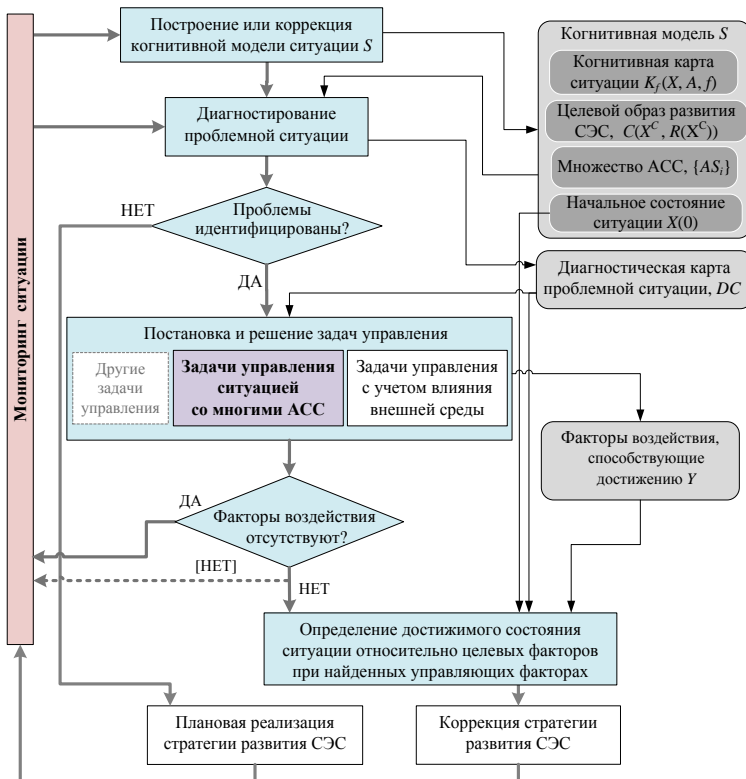 Мониторинг ситуации
Построение или коррекция
когнитивной модели ситуации S
Когнитивная модель S
Когнитивная карта
ситуации K_f(X, A, f)
Целевой образ развития
СЭС, C(X^C, R(X^C))
Множество АСС, {AS_i}
Начальное состояние
ситуации X(0)
Диагностирование
проблемной ситуации
НЕТ
Проблемы
идентифицированы?
ДА
Диагностическая карта
проблемной ситуации, DC
Постановка и решение задач управления
Другие
задачи
управления
Задачи управления
ситуацией
со многими АСС
Задачи управления
с учетом влияния
внешней среды
Факторы воздействия,
способствующие
достижению Y
ДА
Факторы воздействия
отсутствуют?
[НЕТ]
НЕТ
Определение достижимого состояния
ситуации относительно целевых факторов
при найденных управляющих факторах
Плановая реализация
стратегии развития СЭС
Коррекция стратегии
развития СЭС